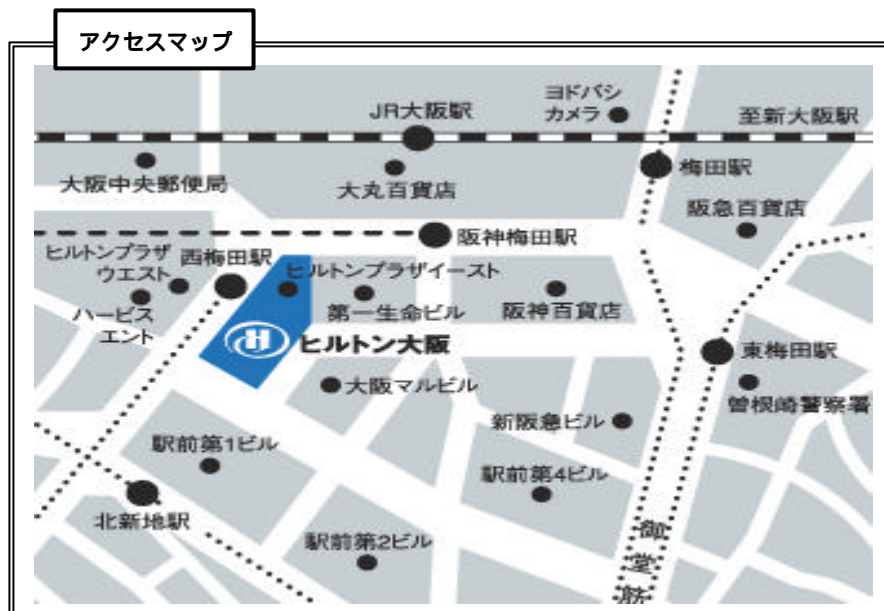 アクセスマップ
JR大阪駅
ヨドバシ
カメラ
至新大阪駅
大阪中央郵便局
大丸百貨店
梅田駅
阪急百貨店
阪神梅田駅
ヒルトンプラザ
ウエスト
西梅田駅
ヒルトンプラザイースト
ハービス
エント
第一生命ビル
阪神百貨店
ヒルトン大阪
東梅田駅
大阪マルビル
曽根崎警察署
新阪急ビル
駅前第1ビル
駅前第4ビル
北新地駅
駅前第2ビル
御堂筋